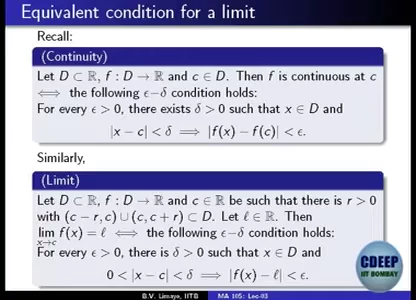 Equivalent condition for a limit
Recall:
(Continuity)
Let D ⊂ ℝ, f : D → ℝ and c ∈ D. Then f is continuous at c
⟺ the following ϵ−δ condition holds:
For every ϵ > 0, there exists δ > 0 such that x ∈ D and
|x − c| < δ ⟹ |f(x) − f(c)| < ϵ.
Similarly,
(Limit)
Let D ⊂ ℝ, f : D → ℝ and c ∈ ℝ be such that there is r > 0
with (c − r, c) ∪ (c, c + r) ⊂ D. Let ℓ ∈ ℝ. Then
lim f(x) = ℓ ⟺ the following ϵ−δ condition holds:
x→c
For every ϵ > 0, there is δ > 0 such that x ∈ D and
0 < |x − c| < δ ⟹ |f(x) − ℓ| < ϵ.
CDEEP
IIT BOMBAY
B.V. Limaye, IITB MA 105: Lec-03